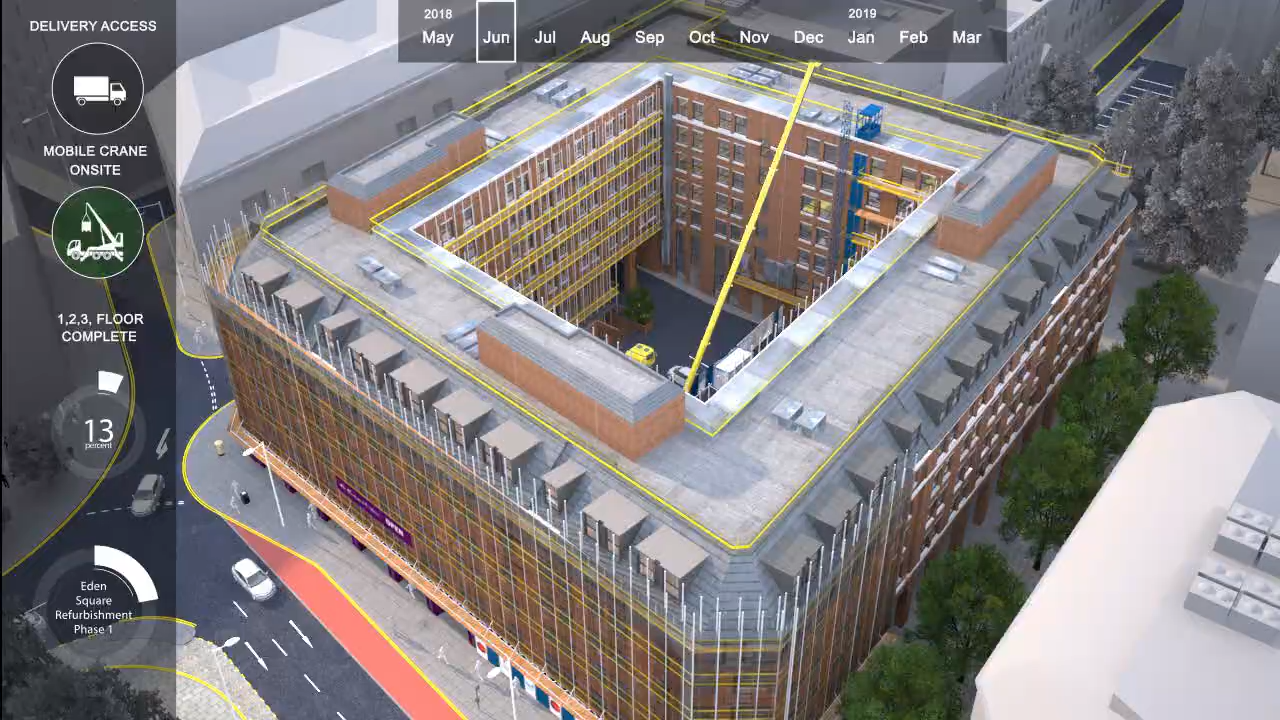 DELIVERY ACCESS
MOBILE CRANE
ONSITE
1,2,3, FLOOR
COMPLETE
13
percent
Eden
Square
Refurbishment
Phase 1
2018
2019
May Jun Jul Aug Sep Oct Nov Dec Jan Feb Mar
OPEN